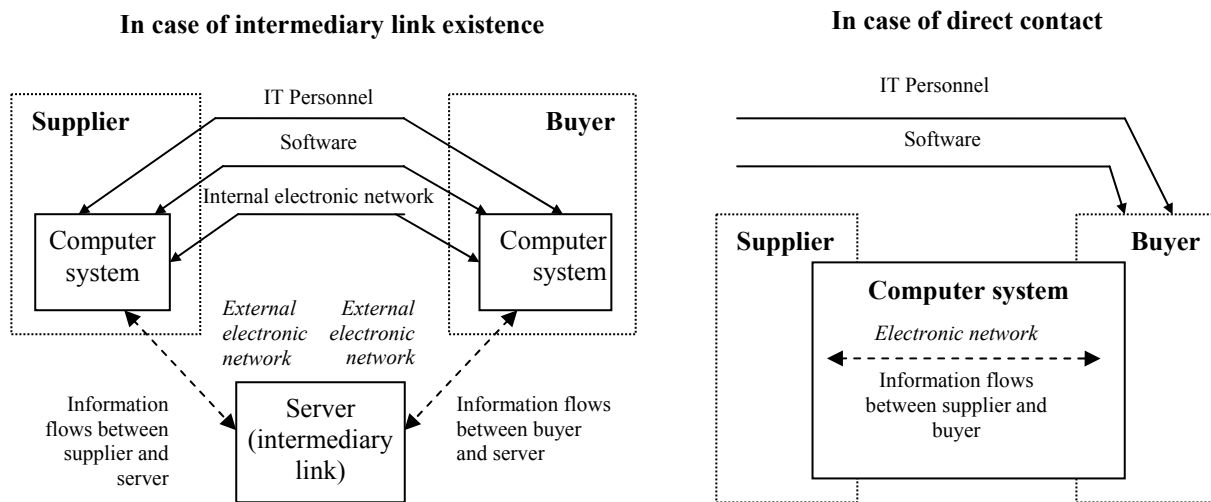 In case of intermediary link existence
IT Personnel
Supplier
Buyer
Software
Internal electronic network
Computer
system
Computer
system
External
electronic
network
External
electronic
network
Information
flows between
supplier and
server
Server
(intermediary
link)
Information flows
between buyer
and server
In case of direct contact
IT Personnel
Software
Supplier
Buyer
Computer system
Electronic network
Information flows
between supplier and
buyer